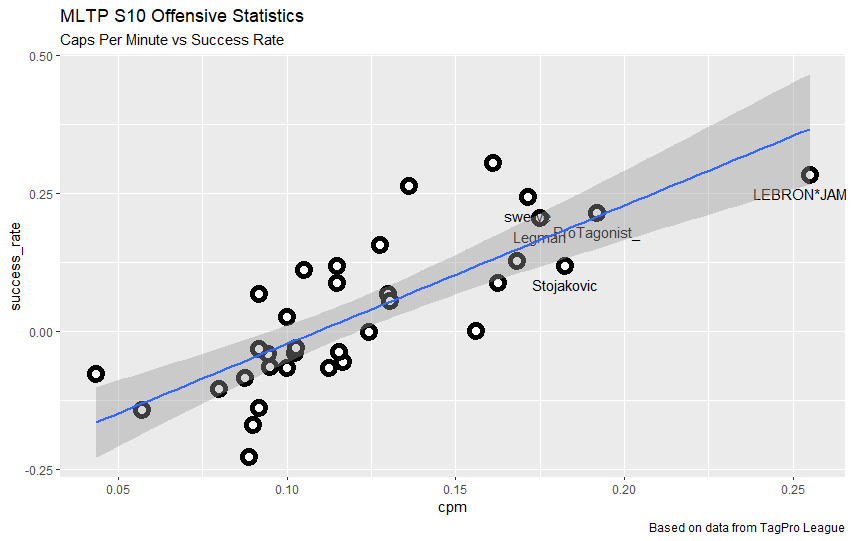 MLTP S10 Offensive Statistics
Caps Per Minute vs Success Rate
0.50
0.25
0.00
-0.25
success_rate
LEBRON*JAM
Legman
ProTagonist_
Stojakovic
0.05
0.10
0.15
0.20
0.25
cpm
Based on data from TagPro League